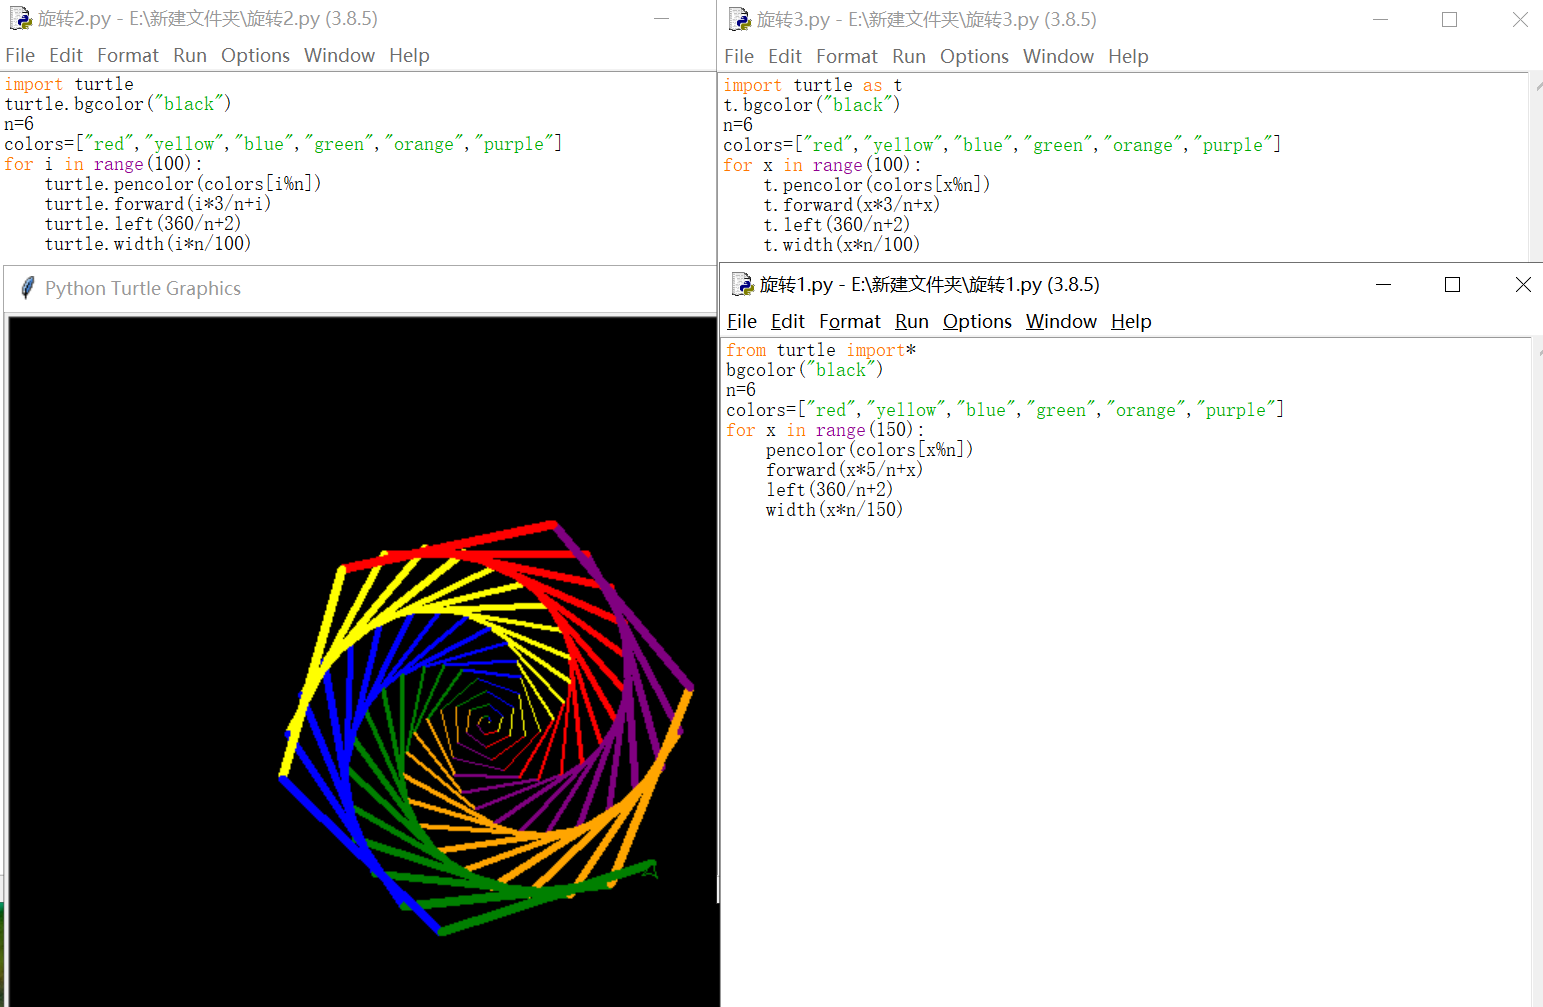 旋转2.py - E:\新建文件夹\旋转2.py (3.8.5)
File Edit Format Run Options Window Help
import turtle
turtle.bgcolor("black")
n=6
colors=["red","yellow","blue","green","orange","purple"]
for i in range(100):
    turtle.pencolor(colors[i%n])
    turtle.forward(i*3/n+i)
    turtle.left(360/n+2)
    turtle.width(i*n/100)
Python Turtle Graphics
旋转3.py - E:\新建文件夹\旋转3.py (3.8.5)
File Edit Format Run Options Window Help
import turtle as t
t.bgcolor("black")
n=6
colors=["red","yellow","blue","green","orange","purple"]
for x in range(100):
    t.pencolor(colors[x%n])
    t.forward(x*3/n+x)
    t.left(360/n+2)
    t.width(x*n/100)
旋转1.py - E:\新建文件夹\旋转1.py (3.8.5)
File Edit Format Run Options Window Help
from turtle import*
bgcolor("black")
n=6
colors=["red","yellow","blue","green","orange","purple"]
for x in range(150):
    pencolor(colors[x%n])
    forward(x*5/n+x)
    left(360/n+2)
    width(x*n/150)